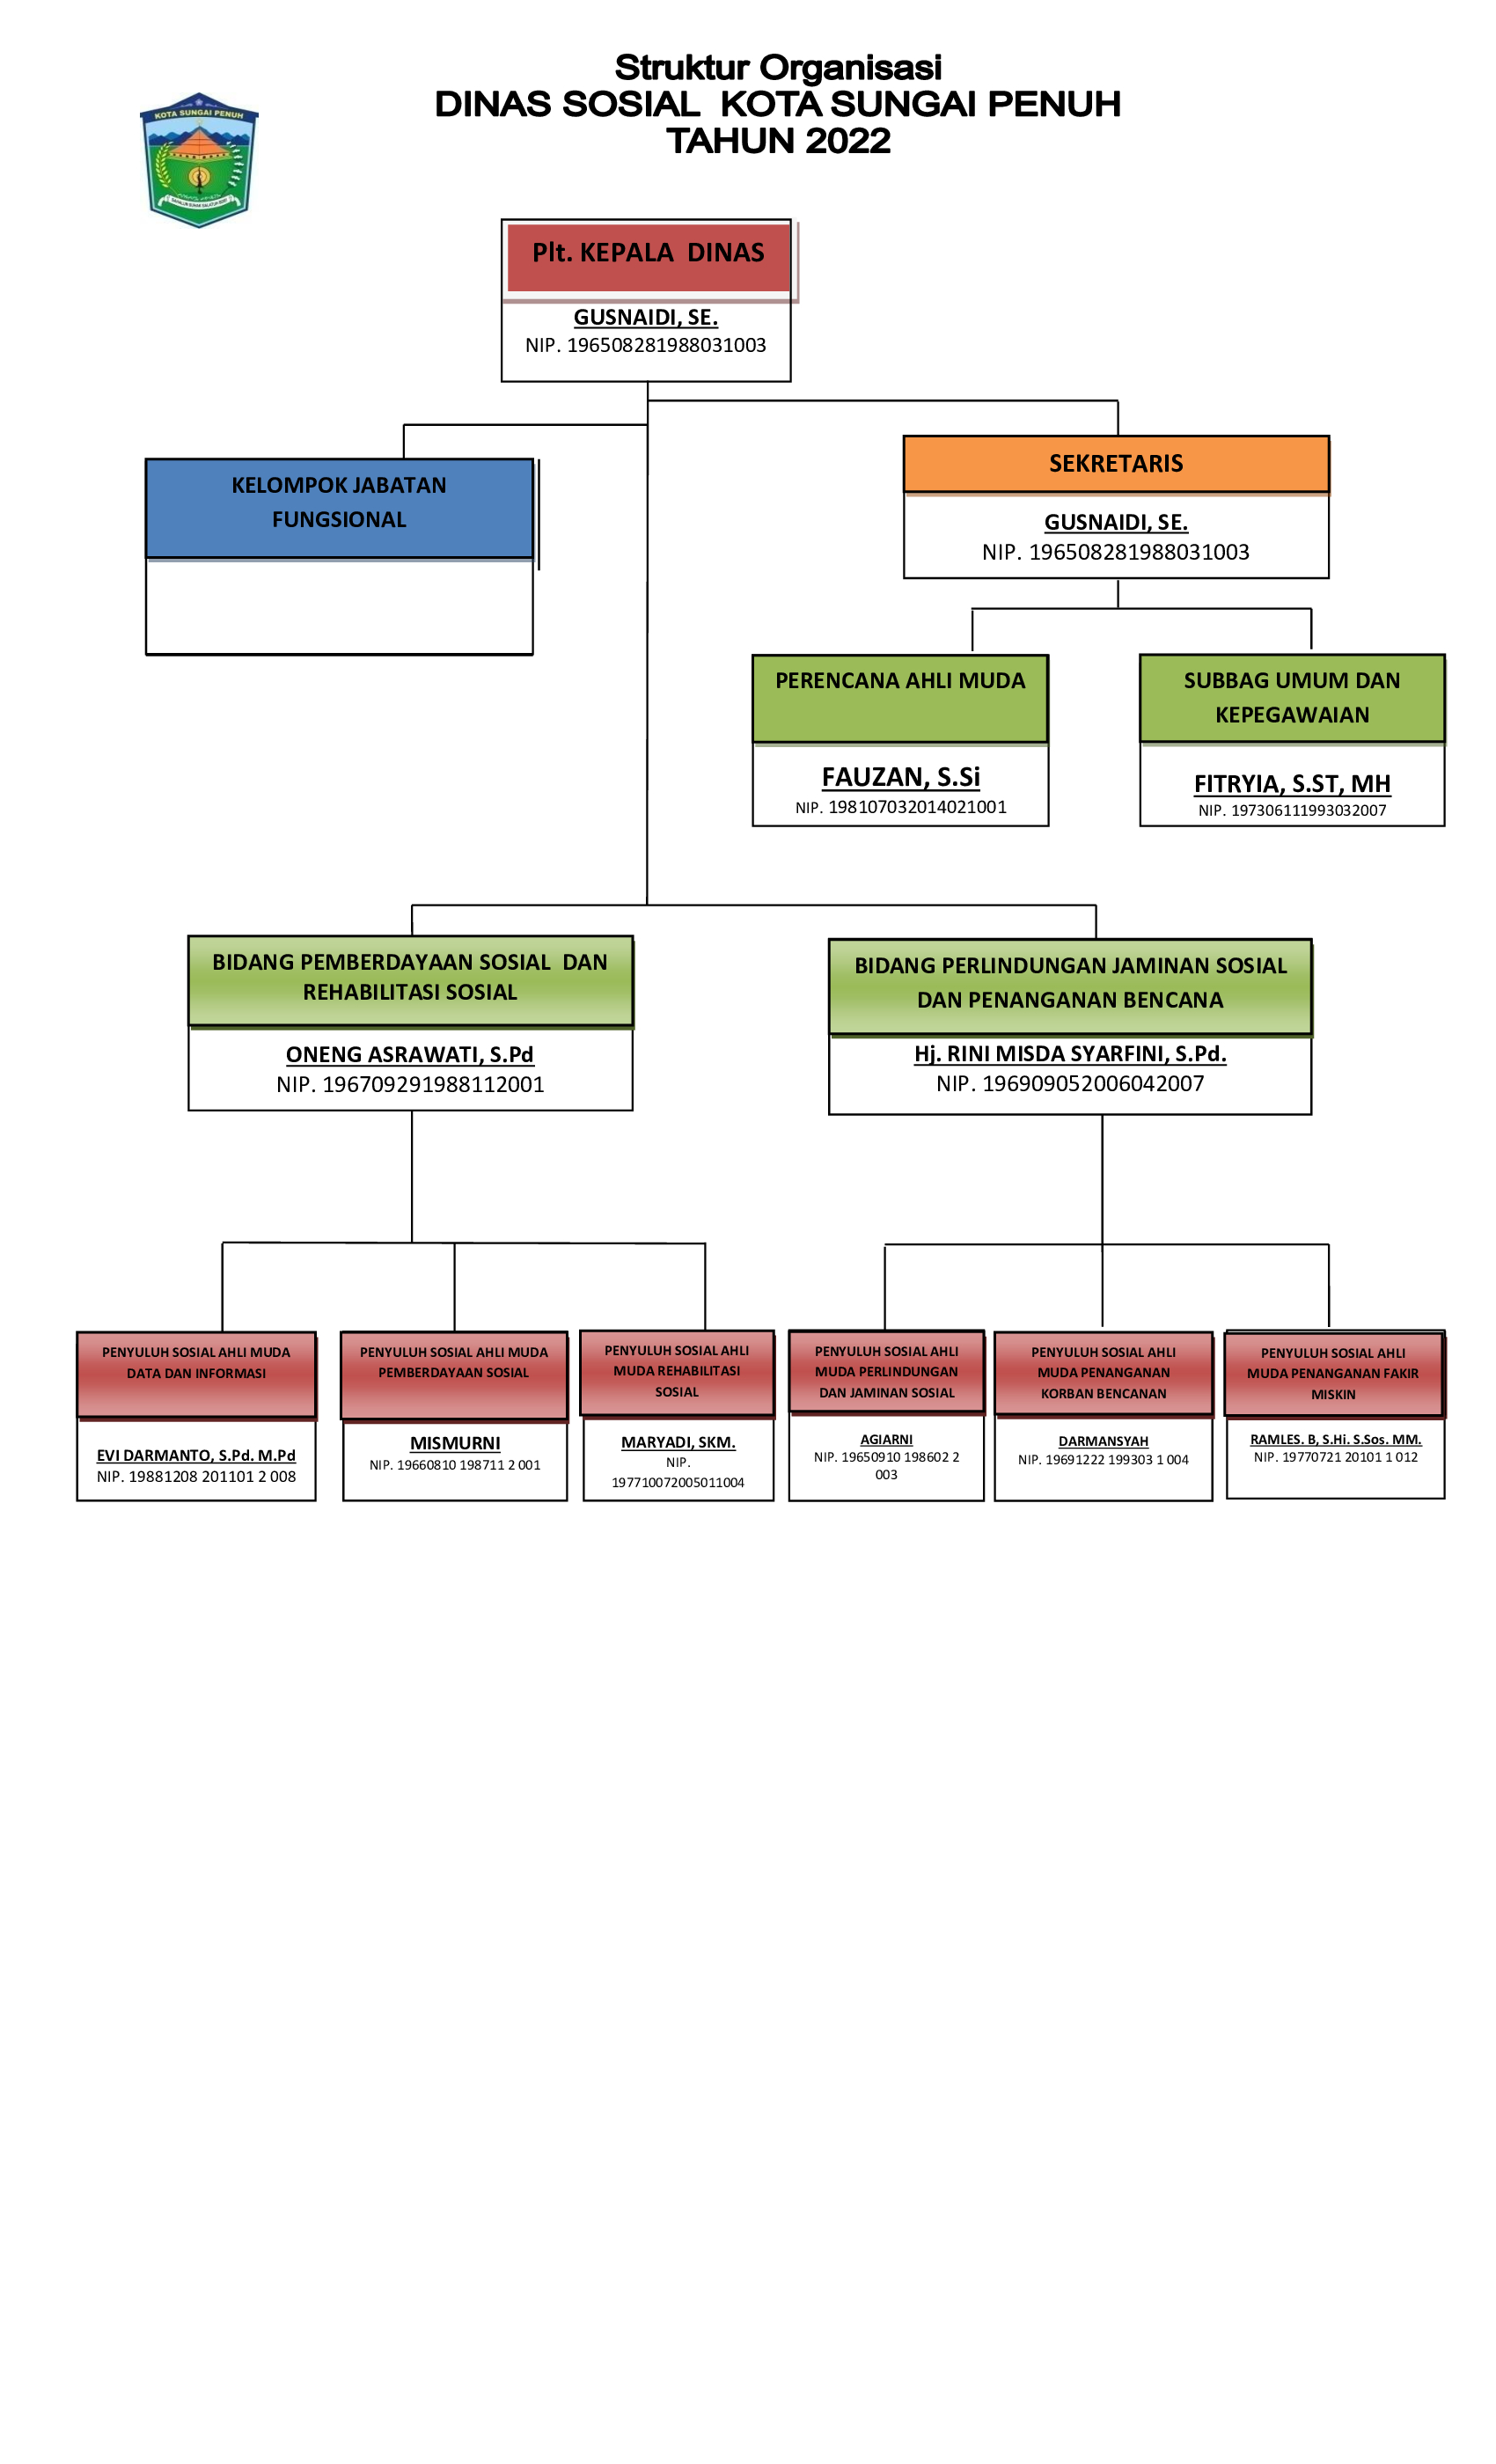 Struktur Organisasi
DINAS SOSIAL KOTA SUNGAI PENUH
TAHUN 2022
KOTA SUNGAI PENUH
Plt. KEPALA DINAS
GUSNAIDI, SE.
NIP. 196508281988031003
KELOMPOK JABATAN
FUNGSIONAL
SEKRETARIS
GUSNAIDI, SE.
NIP. 196508281988031003
PERENCANA AHLI MUDA
FAUZAN, S.Si
NIP. 198107032014021001
SUBBAG UMUM DAN
KEPEGAWAIAN
FITRYIA, S.ST, MH
NIP. 197306111993032007
BIDANG PEMBERDAYAAN SOSIAL DAN
REHABILITASI SOSIAL
ONENG ASRAWATI, S.Pd
NIP. 196709291988112001
BIDANG PERLINDUNGAN JAMINAN SOSIAL
DAN PENANGANAN BENCANA
Hj. RINI MISDA SYARFINI, S.Pd.
NIP. 196909052006042007
PENYULUH SOSIAL AHLI MUDA
DATA DAN INFORMASI
EVI DARMANTO, S.Pd. M.Pd
NIP. 19881208 201101 2 008
PENYULUH SOSIAL AHLI MUDA
PEMBERDAYAAN SOSIAL
MISMURNI
NIP. 19660810 198711 2 001
PENYULUH SOSIAL AHLI
MUDA REHABILITASI
SOSIAL
MARYADI, SKM.
NIP.
197710072005011004
PENYULUH SOSIAL AHLI
MUDA PERLINDUNGAN
DAN JAMINAN SOSIAL
AGIARNI
NIP. 19650910 198602 2
003
PENYULUH SOSIAL AHLI
MUDA PENANGANAN
KORBAN BENCANAN
DARMANSYAH
NIP. 19691222 199303 1 004
PENYULUH SOSIAL AHLI
MUDA PENANGANAN FAKIR
MISKIN
RAMLES. B, S.Hi. S.Sos. MM.
NIP. 19770721 20101 1 012